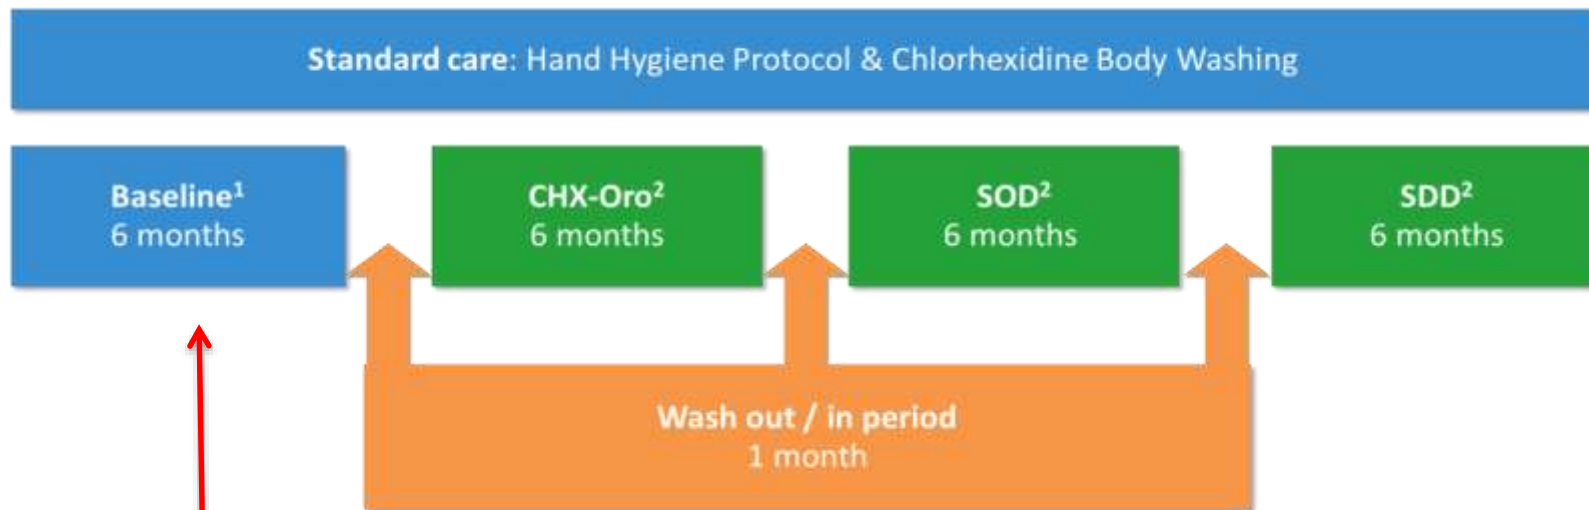 Standard care: Hand Hygiene Protocol & Chlorhexidine Body Washing
Baseline¹
6 months
CHX-Oro²
6 months
SOD²
6 months
SDD²
6 months
Wash out / in period
1 month